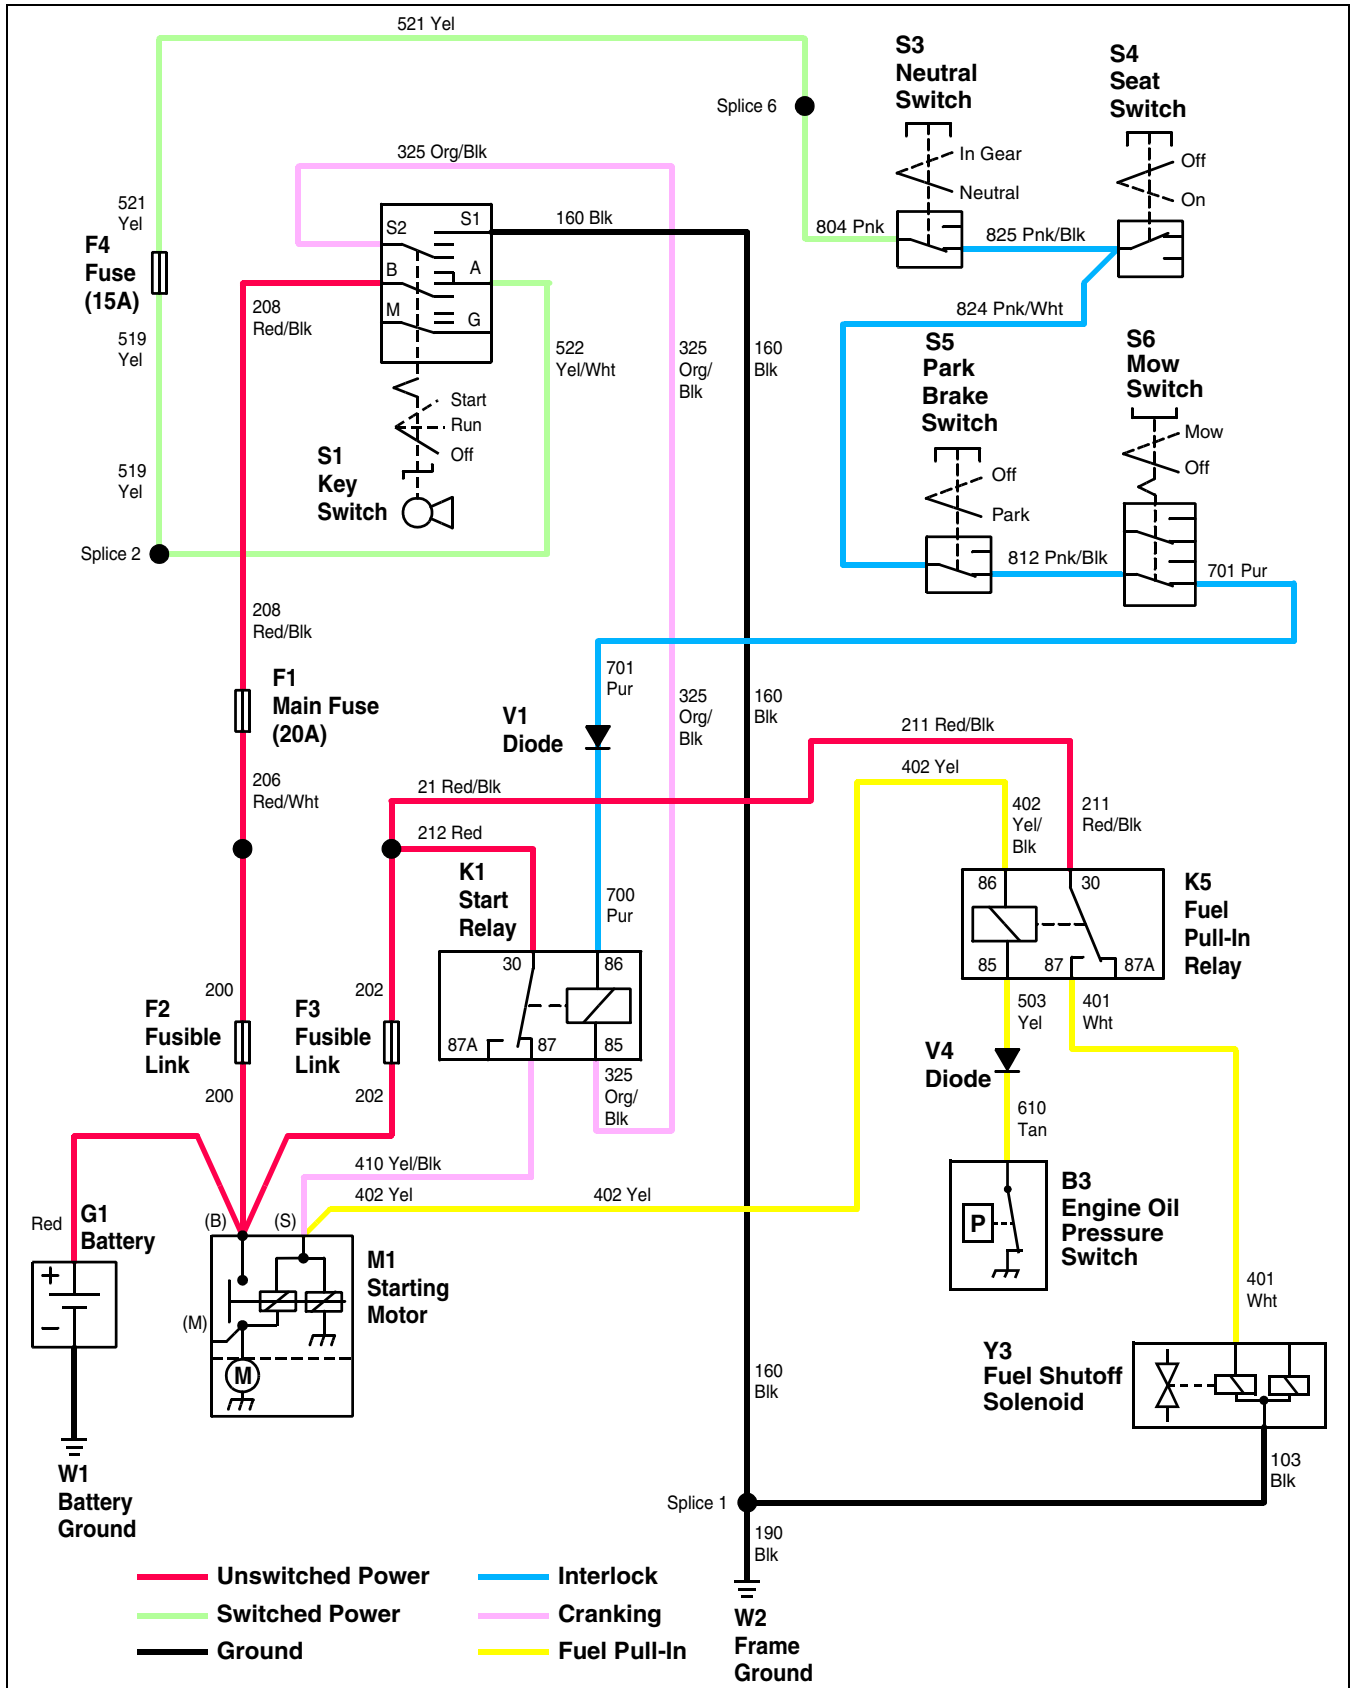 521 Yel
S3
Neutral
Switch
S4
Seat
Switch
Splice 6
In Gear
Neutral
Off
On
325 Org/Blk
521
Yel
F4
Fuse
(15A)
S2
S1
B
A
M
G
160 Blk
804 Pnk
825 Pnk/Blk
824 Pnk/Wht
208
Red/Blk
519
Yel
522
Yel/Wht
325
Org/
Blk
160
Blk
S5
Park
Brake
Switch
S6
Mow
Switch
Start
Run
Off
S1
Key
Switch
519
Yel
Splice 2
Off
Park
Mow
Off
812 Pnk/Blk
701 Pur
208
Red/Blk
F1
Main Fuse
(20A)
701
Pur
V1
Diode
325
Org/
Blk
160
Blk
206
Red/Wht
21 Red/Blk
211 Red/Blk
402 Yel
402
Yel/
Blk
211
Red/Blk
212 Red
K1
Start
Relay
700
Pur
30
86
87A
87
85
86
30
85
87
87A
K5
Fuel
Pull-In
Relay
200
F2
Fusible
Link
200
202
F3
Fusible
Link
202
325
Org/
Blk
503
Yel
401
Wht
V4
Diode
610
Tan
410 Yel/Blk
402 Yel
402 Yel
B3
Engine Oil
Pressure
Switch
P
Red
G1
Battery
+
−
(B)
(S)
(M)
M
M1
Starting
Motor
401
Wht
Y3
Fuel Shutoff
Solenoid
160
Blk
103
Blk
W1
Battery
Ground
Splice 1
190
Blk
W2
Frame
Ground
Unswitched Power
Interlock
Switched Power
Cranking
Ground
Fuel Pull-In